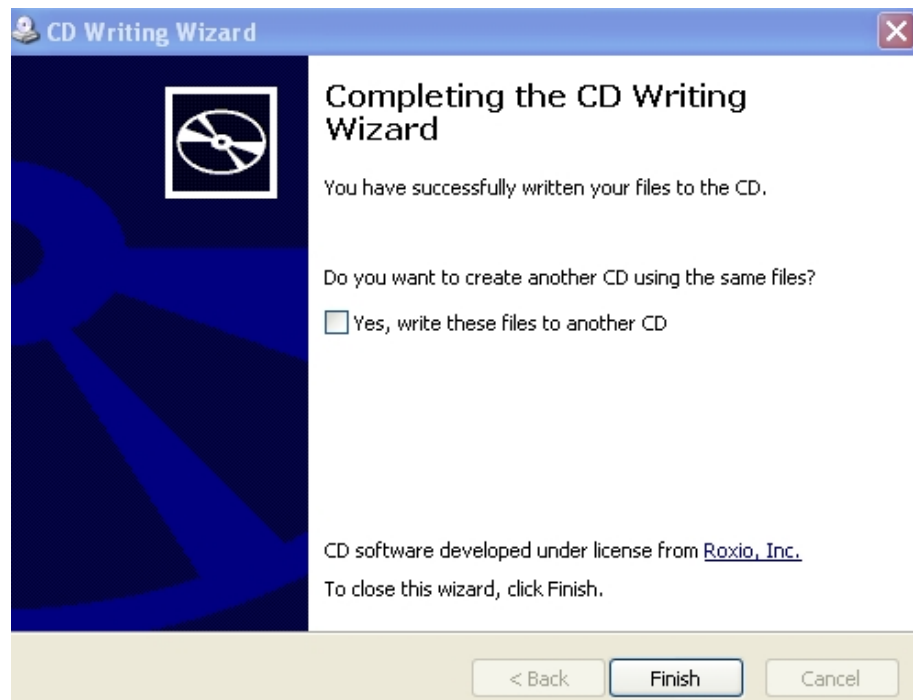 CD Writing Wizard
Completing the CD Writing
Wizard
You have successfully written your files to the CD.
Do you want to create another CD using the same files?
Yes, write these files to another CD
CD software developed under license from Roxio, Inc.
To close this wizard, click Finish.
< Back Finish Cancel